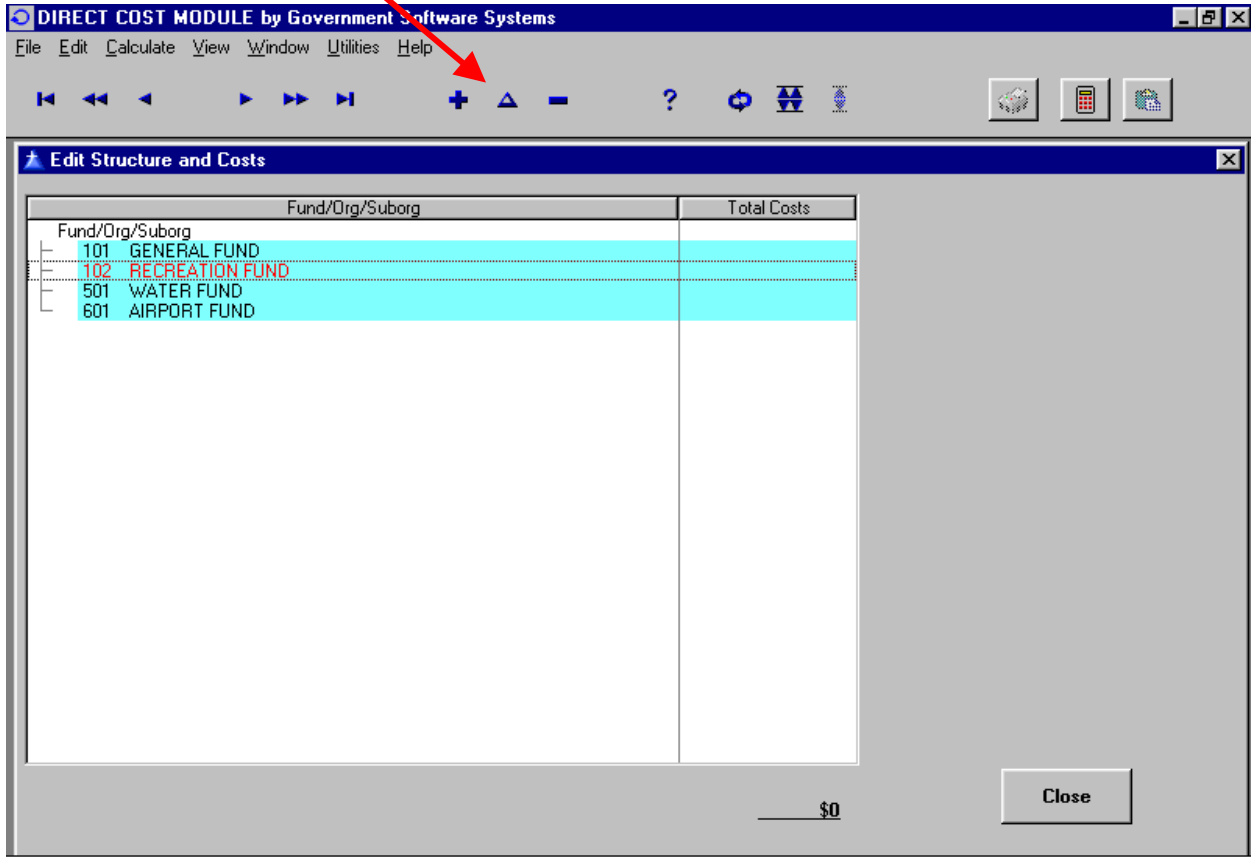 DIRECT COST MODULE by Government Software Systems
File Edit Calculate View Window Utilities Help
?
Edit Structure and Costs
Fund/Org/Suborg Total Costs
Fund/Org/Suborg
101 GENERAL FUND
102 RECREATION FUND
501 WATER FUND
601 AIRPORT FUND
Close
$0